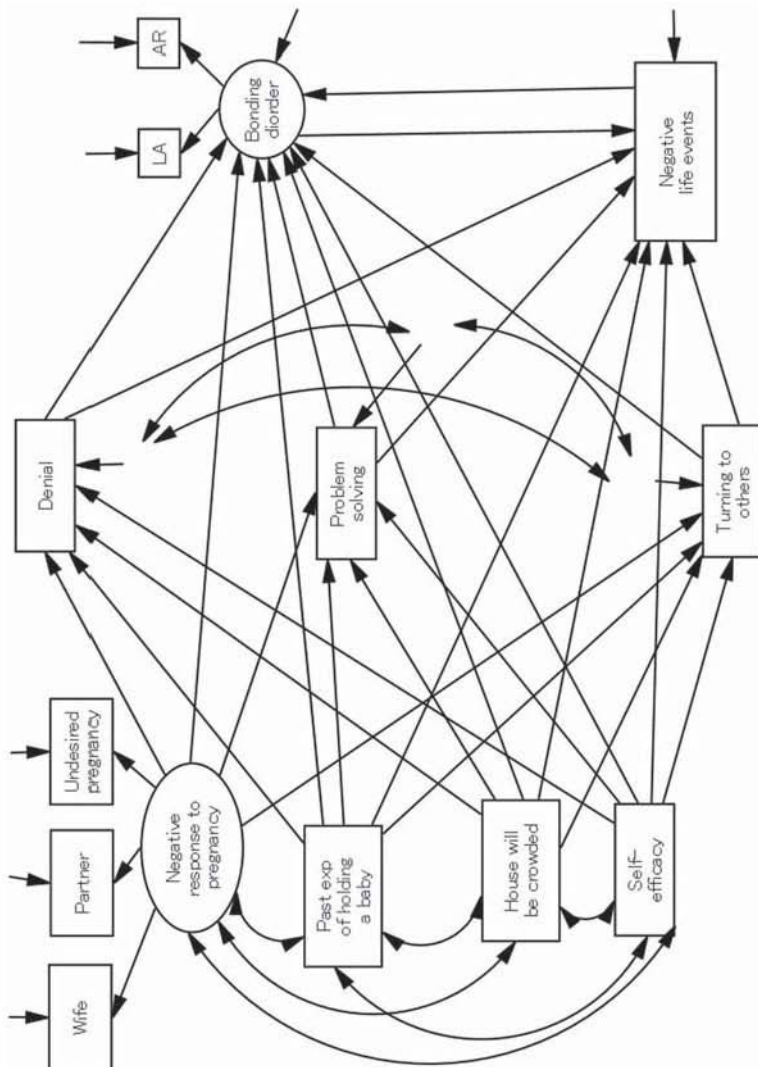 Wife
Partner
Undesired
pregnancy
Negative
response to
pregnancy
Past exp
of holding
a baby
House will
be crowded
Self-
efficacy
Denial
Problem
solving
Turning to
others
LA
AR
Bonding
diorder
Negative
life events